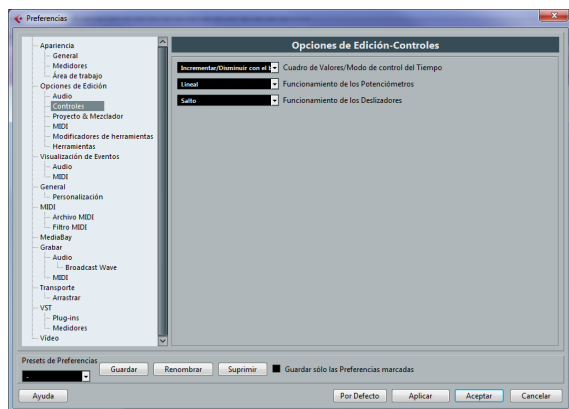 Preferencias
Apariencia
General
Medidores
Área de trabajo
Opciones de Edición
Audio
Controles
Proyecto & Mezclador
MIDI
Modificadores de herramientas
Herramientas
Visualización de Eventos
Audio
MIDI
General
Personalización
MIDI
Archivo MIDI
Filtro MIDI
MediaBay
Grabar
Audio
Broadcast Wave
MIDI
Transporte
Arrastrar
VST
Plug-ins
Medidores
Vídeo
Opciones de Edición-Controles
Incrementar/Disminuir con el Cuadro de Valores/Modo de control del Tiempo
Lineal Funcionamiento de los Potenciómetros
Salto Funcionamiento de los Deslizadores
Presets de Preferencias
- Guardar Renombrar Suprimir Guardar sólo las Preferencias marcadas
Ayuda Por Defecto Aplicar Aceptar Cancelar